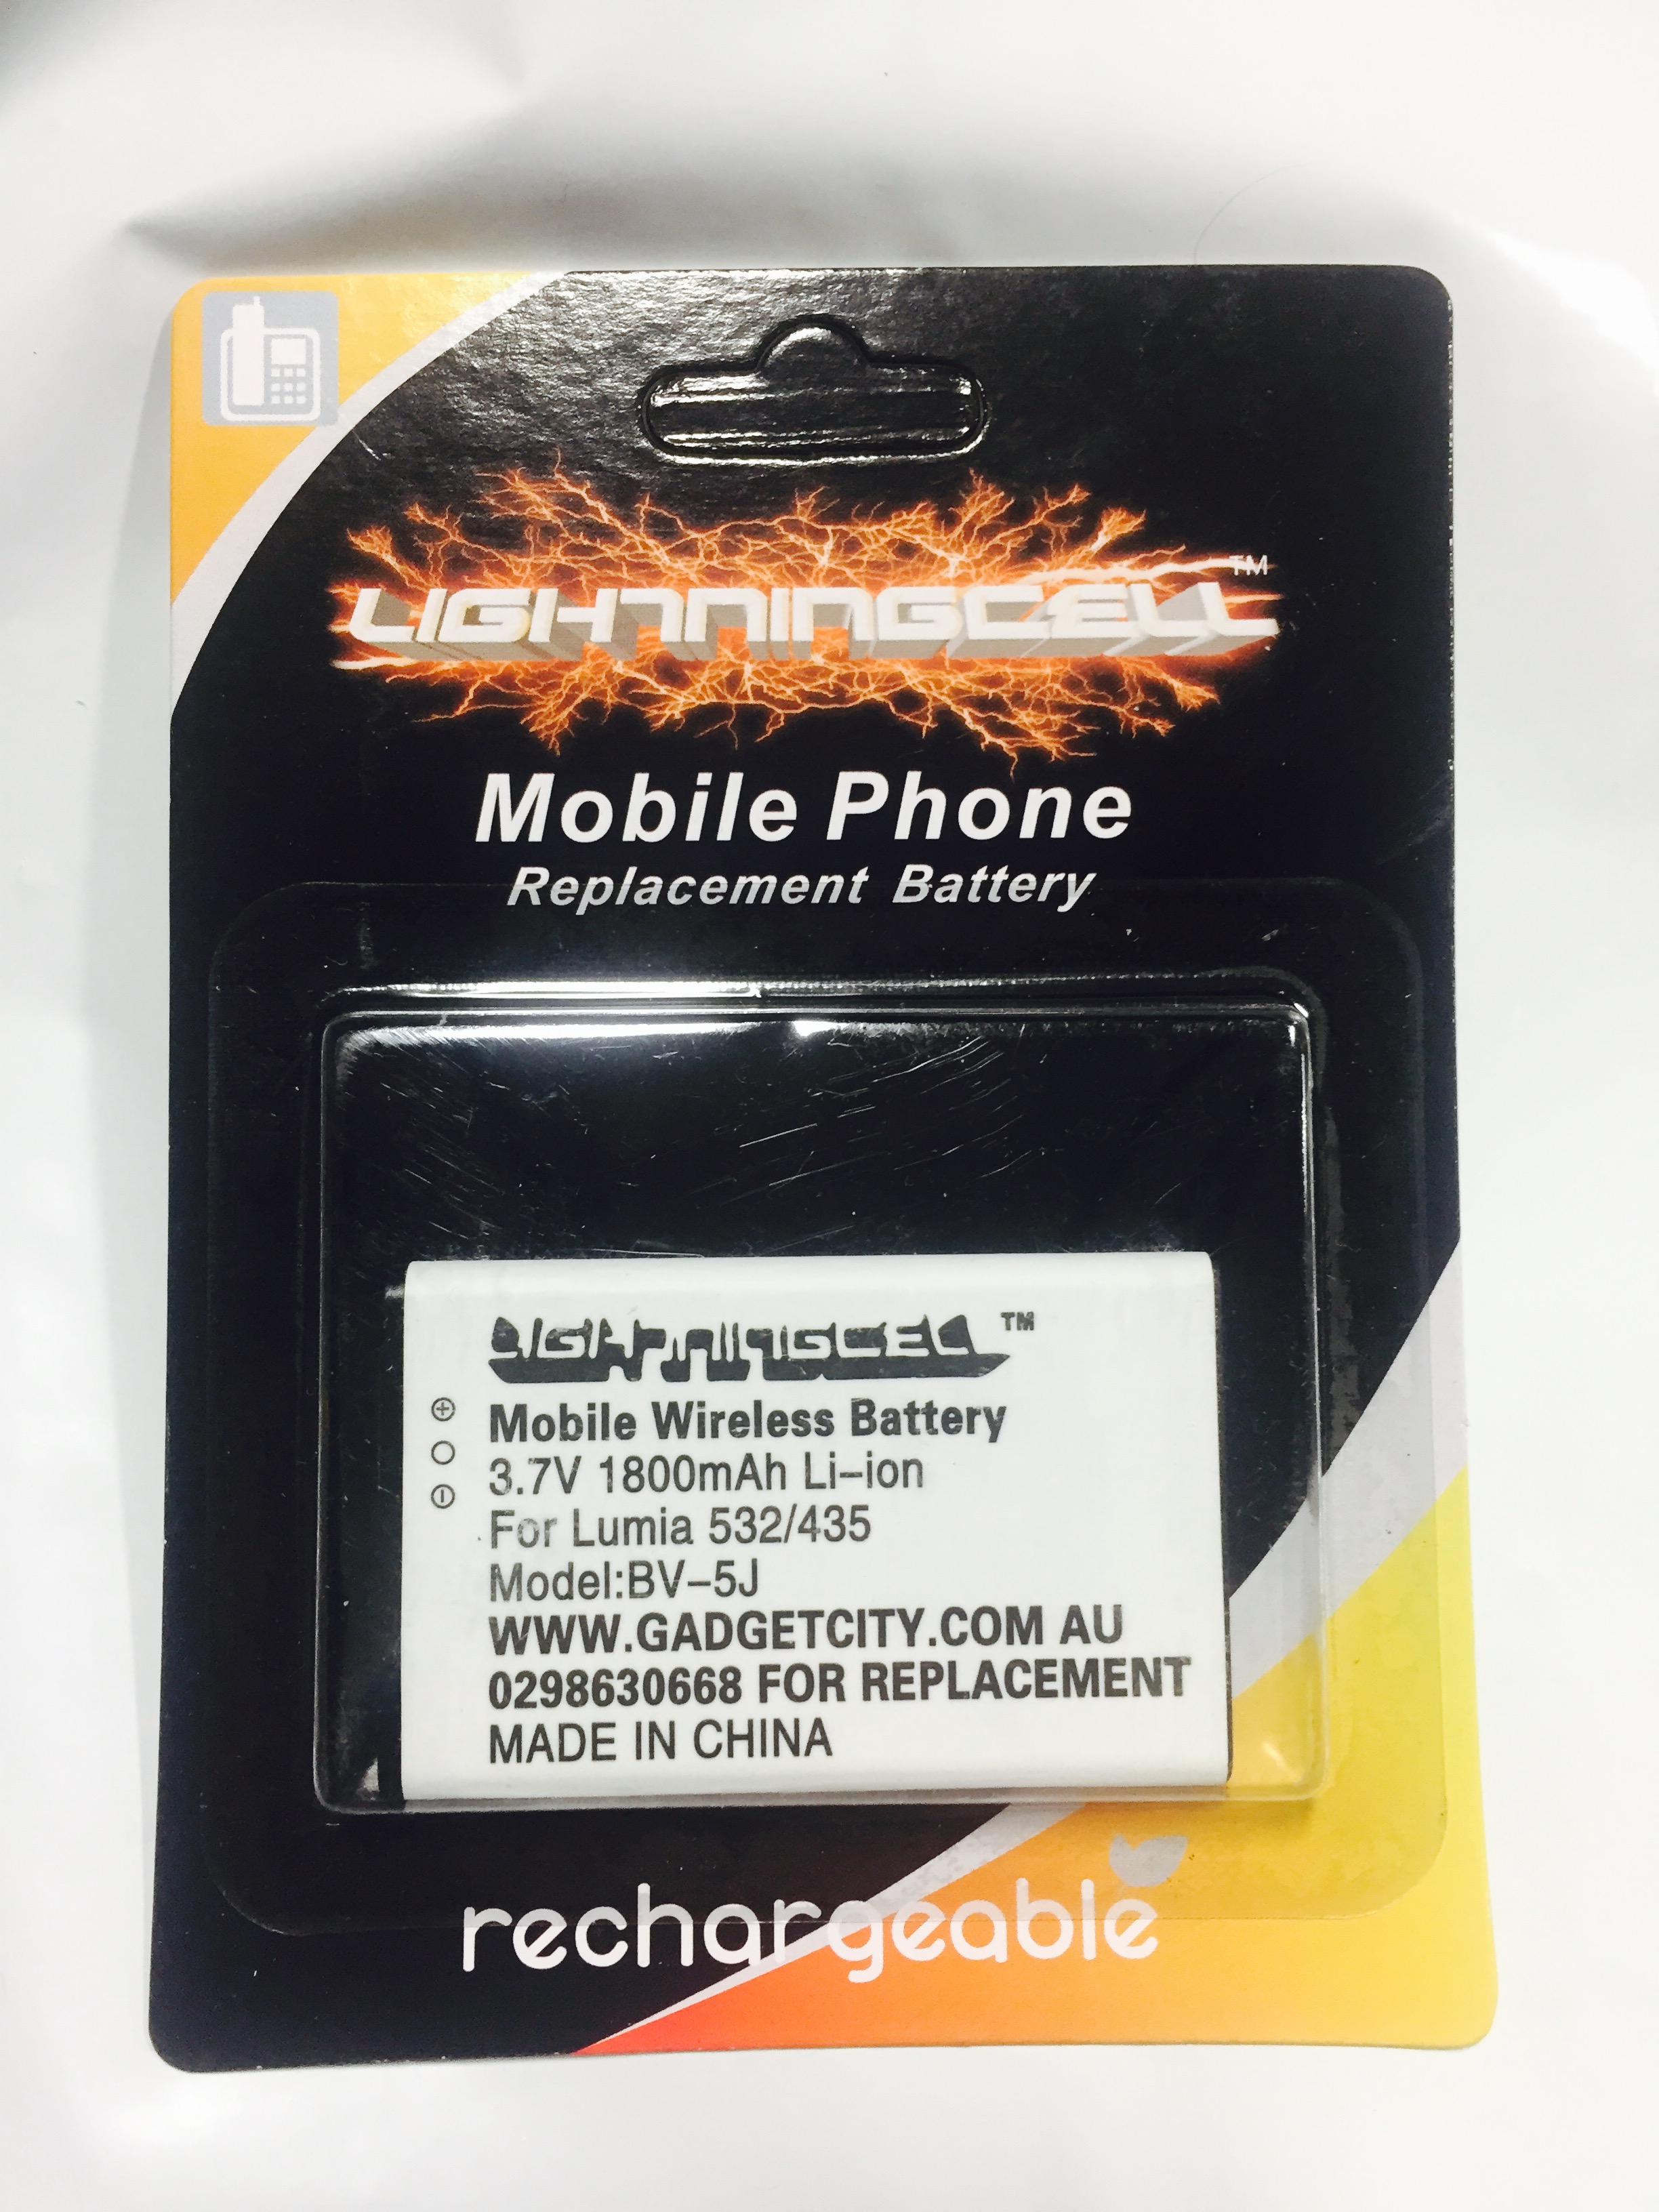 LIGHTNINGCELL™
Mobile Phone
Replacement Battery
LIGHTNINGCELL™
Mobile Wireless Battery
3.7V 1800mAh Li-ion
For Lumia 532/435
Model:BV-5J
WWW.GADGETCITY.COM AU
0298630668 FOR REPLACEMENT
MADE IN CHINA
rechargeable